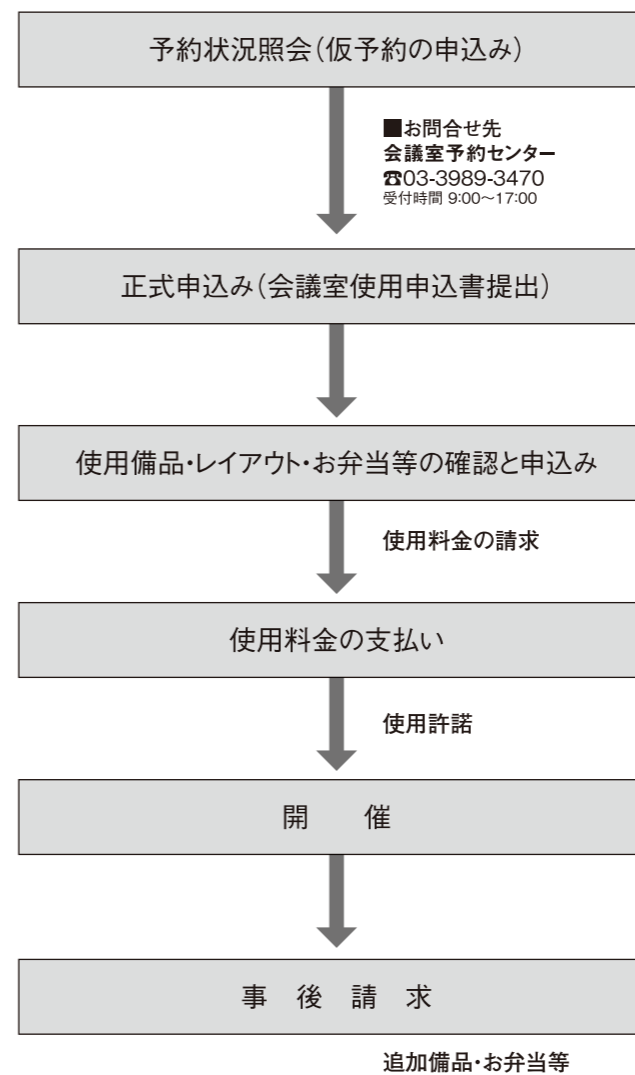 予約状況照会(仮予約の申込み)
■お問合せ先
会議室予約センター
☎03-3989-3470
受付時間 9:00〜17:00
正式申込み(会議室使用申込書提出)
使用備品・レイアウト・お弁当等の確認と申込み
使用料金の請求
使用料金の支払い
使用許諾
開　催
事　後　請　求
追加備品・お弁当等